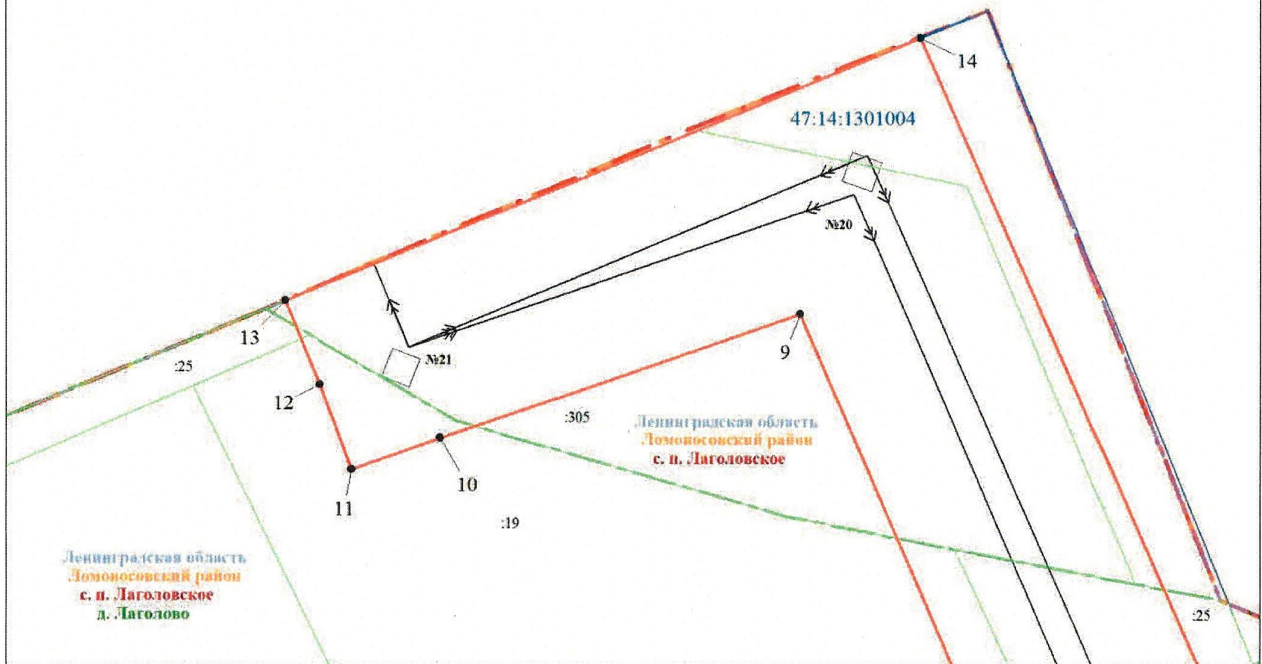 14
47:14:1301004
№20
13
:25
№21
9
12
:305
Ленинградская область
Ломоносовский район
с. п. Лаголовское
10
11
:19
Ленинградская область
Ломоносовский район
с. п. Лаголовское
д. Лаголово
:25